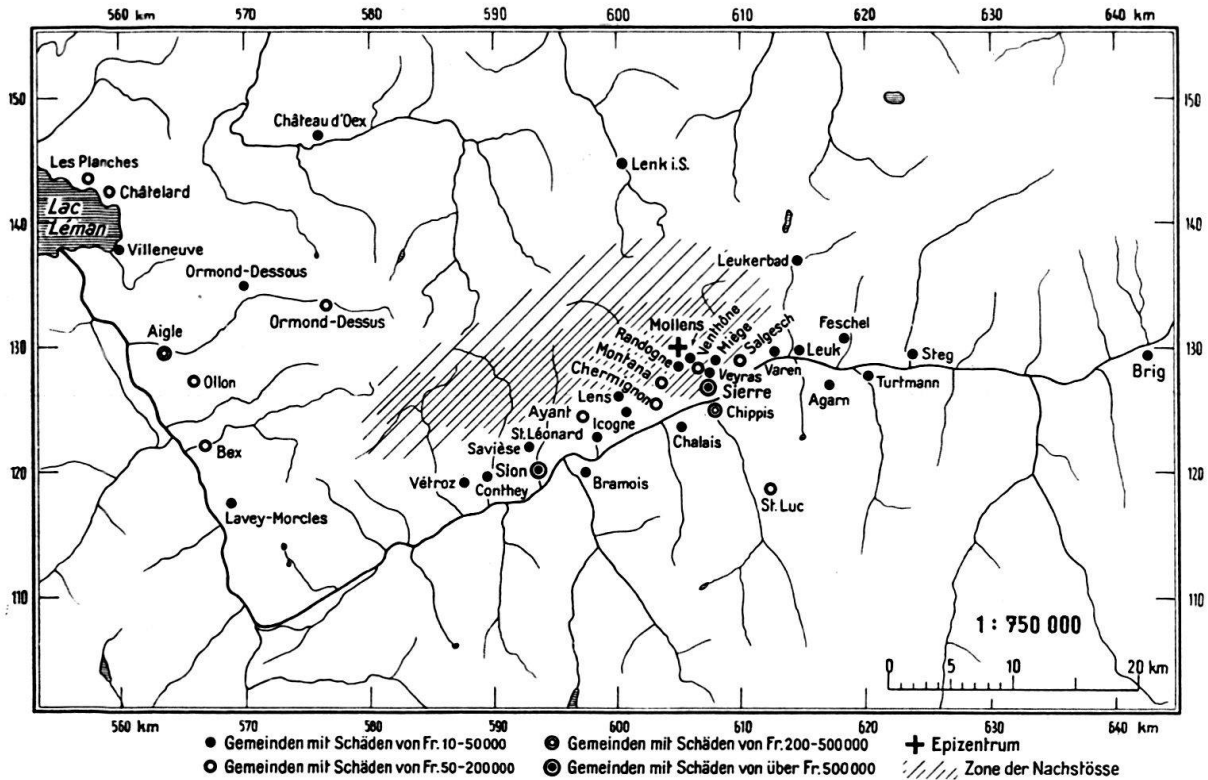 560 km 570 580 590 600 610 620 630 640 km
150 150
Château d'Oex
Les Planches
Lenk i.S.
Châtelard
Lac
Léman
140 140
Villeneuve
Leukerbad
Ormond-Dessous
Ormond-Dessus
Aigle
Mollens
Randogne
Venthône
Miège
Salgesch
Feschel
130 130
Montana
Veyras
Varen
Leuk
Steg
Brig
Ollon
Chermignon
Sierre
Agarn
Turtmann
Lens
Chippis
Ayant
Icogne
Chalais
St. Léonard
Bex
Savièse
Sion
120 120
Vétroz
Conthey
Bramois
St. Luc
Lavey-Morcles
110 110
1 : 750 000
0 5 10 20 km
560 km 570 580 590 600 610 620 630 640 km
Gemeinden mit Schäden von Fr. 10-50000 Gemeinden mit Schäden von Fr. 200-500000 Epizentrum
Gemeinden mit Schäden von Fr. 50-200000 Gemeinden mit Schäden von über Fr. 500000 Zone der Nachstösse